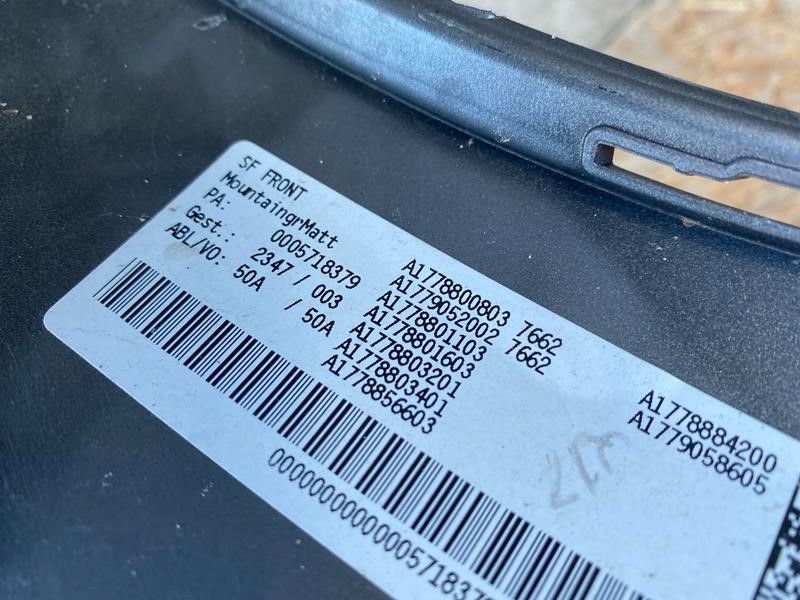 SF FRONT
MountaingrMatt
PA: 0005718379
Gest.: 2347 / 003
ABL/VO: 50A / 50A
A1778800803 7662
A1779052002 7662
A1778801103
A1778801603
A1778803201
A1778803401
A1778856603
A1778884200
A1779058605